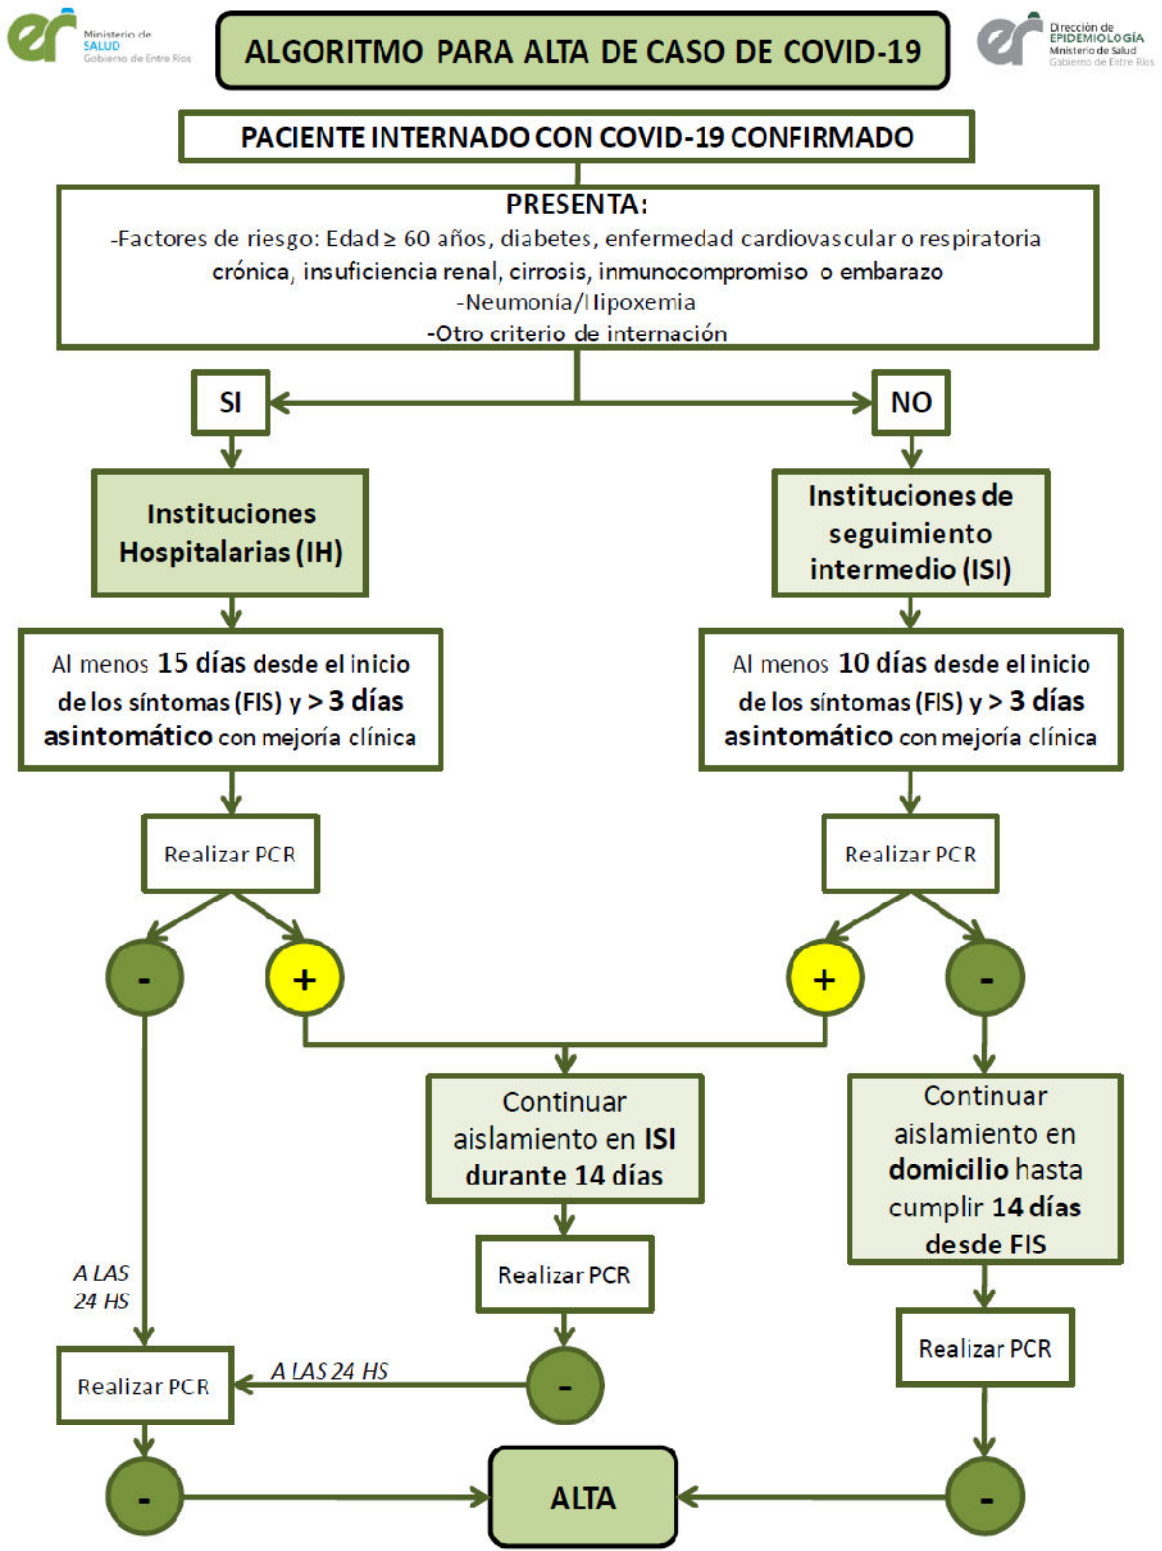 er
Ministerio de
SALUD
Gobierno de Entre Ríos
ALGORITMO PARA ALTA DE CASO DE COVID-19
er
Dirección de
EPIDEMIOLOGÍA
Ministerio de Salud
Gobierno de Entre Ríos
PACIENTE INTERNADO CON COVID-19 CONFIRMADO
PRESENTA:
-Factores de riesgo: Edad ≥ 60 años, diabetes, enfermedad cardiovascular o respiratoria
crónica, insuficiencia renal, cirrosis, inmunocompromiso o embarazo
-Neumonía/Hipoxemia
-Otro criterio de internación
SI
NO
Instituciones
Hospitalarias (IH)
Instituciones de
seguimiento
intermedio (ISI)
Al menos 15 días desde el inicio
de los síntomas (FIS) y > 3 días
asintomático con mejoría clínica
Al menos 10 días desde el inicio
de los síntomas (FIS) y > 3 días
asintomático con mejoría clínica
Realizar PCR
Realizar PCR
-
+
+
-
Continuar
aislamiento en ISI
durante 14 días
Continuar
aislamiento en
domicilio hasta
cumplir 14 días
desde FIS
A LAS
24 HS
Realizar PCR
Realizar PCR
Realizar PCR
A LAS 24 HS
-
-
ALTA
-